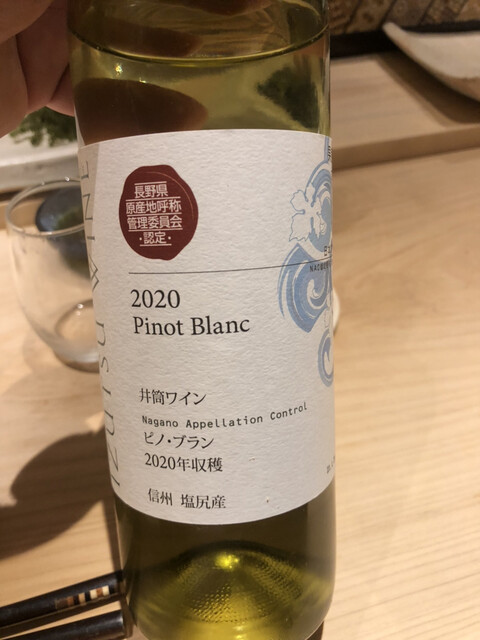 長野県
原産地呼称
管理委員会
・認定・
2020
Pinot Blanc
井筒ワイン
Nagano Appellation Control
ピノ・ブラン
2020年収穫
信州 塩尻産